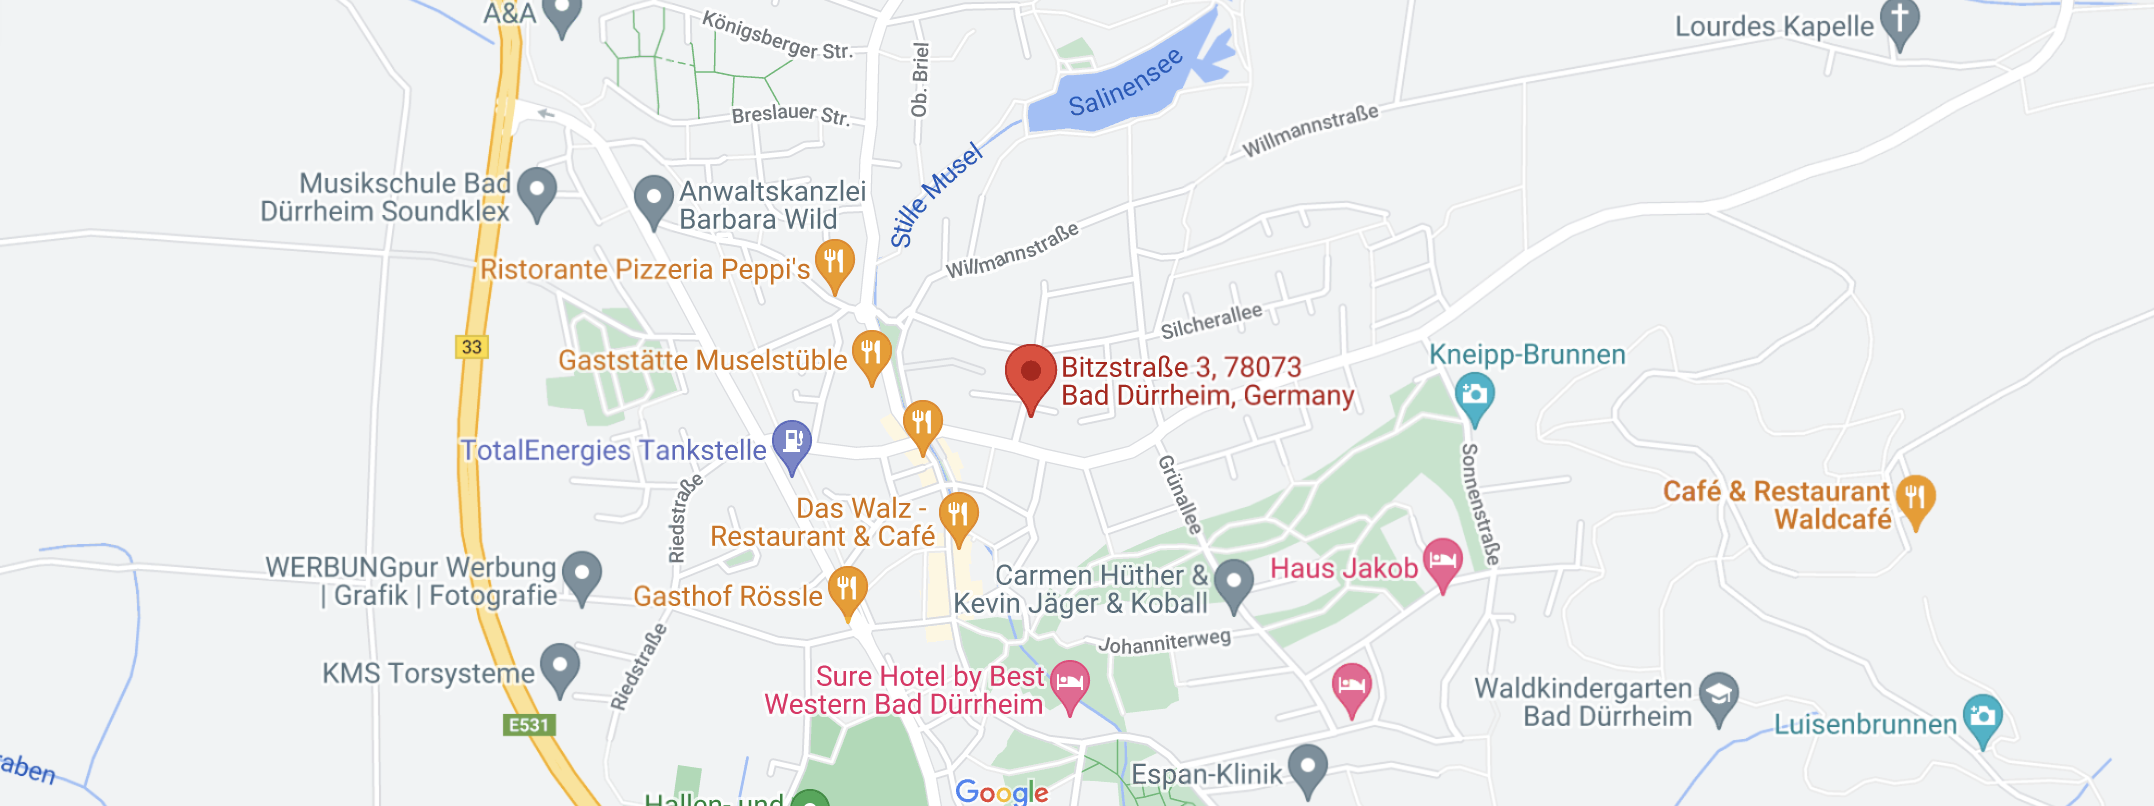 A&A
Königsberger Str.
Ob. Briel
Salinensee
Lourdes Kapelle
Breslauer Str.
Willmannstraße
Stille Musel
Musikschule Bad
Dürrheim Soundklex
Anwaltskanzlei
Barbara Wild
Willmannstraße
Ristorante Pizzeria Peppi's
Silcherallee
33
Gaststätte Muselstüble
Bitzstraße 3, 78073
Bad Dürrheim, Germany
Kneipp-Brunnen
TotalEnergies Tankstelle
Riedstraße
Grünallee
Sonnenstraße
Café & Restaurant
Waldcafé
Das Walz -
Restaurant & Café
WERBUNGpur Werbung
| Grafik | Fotografie
Gasthof Rössle
Carmen Hüther &
Kevin Jäger & Koball
Haus Jakob
Johanniterweg
KMS Torsysteme
Riedstraße
Sure Hotel by Best
Western Bad Dürrheim
Waldkindergarten
Bad Dürrheim
Luisenbrunnen
E531
raben
Espan-Klinik
Google
Hallen- und